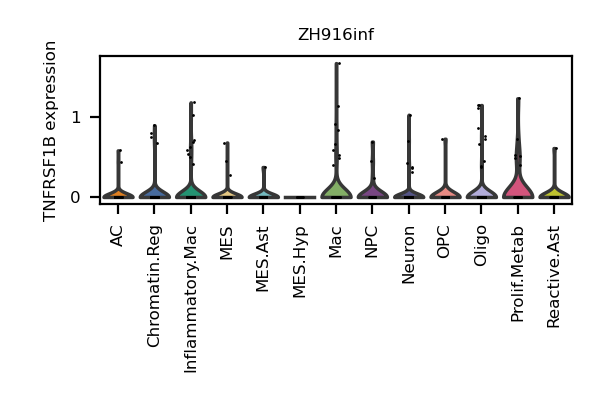 ZH916inf
TNFRSF1B expression
1
0
AC
Chromatin.Reg
Inflammatory.Mac
MES
MES.Ast
MES.Hyp
Mac
NPC
Neuron
OPC
Oligo
Prolif.Metab
Reactive.Ast